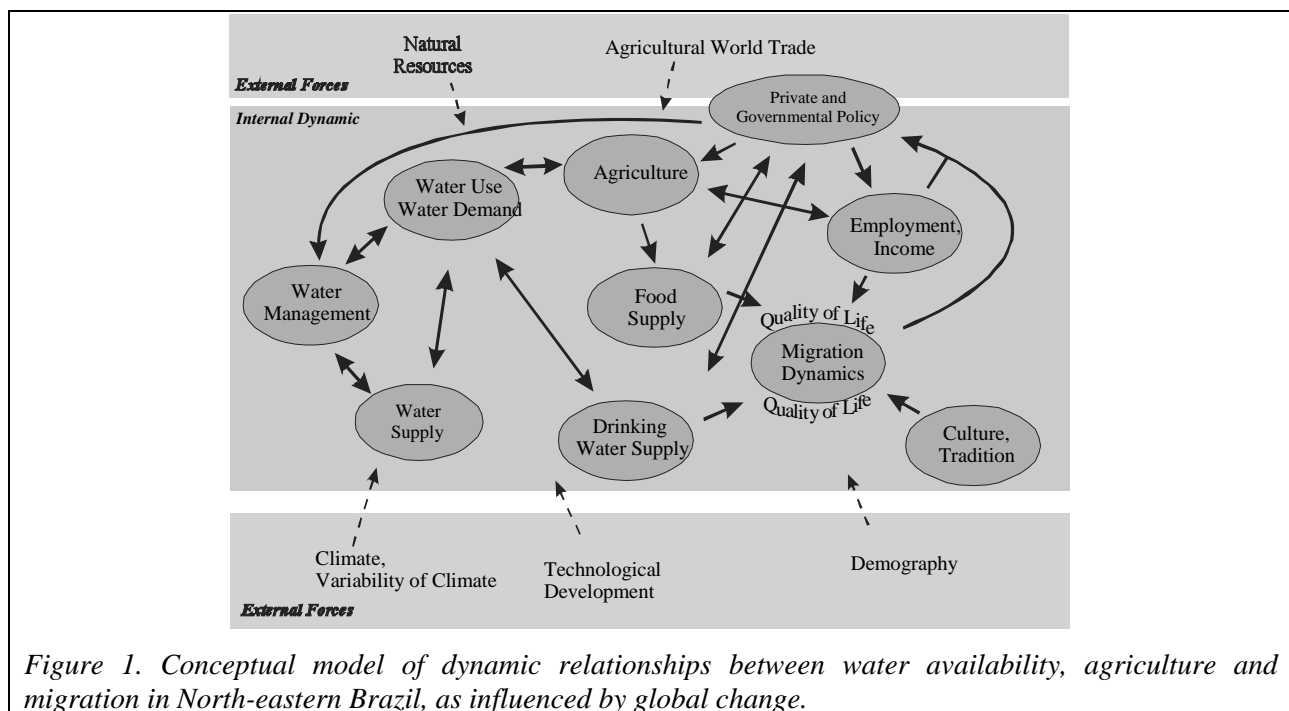 Natural
Resources
Agricultural World Trade
External Forces
Private and
Governmental Policy
Internal Dynamic
Agriculture
Water Use
Water Demand
Employment,
Income
Water
Management
Food
Supply
Quality of Life
Migration
Dynamics
Quality of Life
Water
Supply
Drinking
Water Supply
Culture,
Tradition
Climate,
Variability of Climate
Technological
Development
Demography
External Forces
Figure 1. Conceptual model of dynamic relationships between water availability, agriculture and
migration in North-eastern Brazil, as influenced by global change.